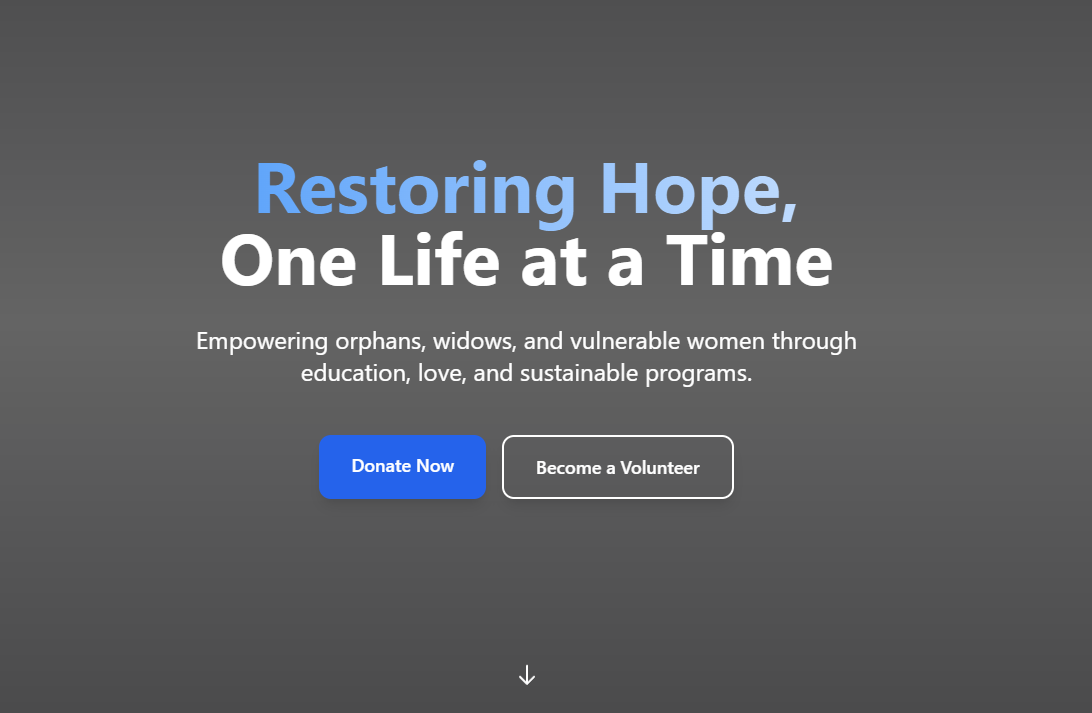 Restoring Hope,
One Life at a Time
Empowering orphans, widows, and vulnerable women through
education, love, and sustainable programs.
Donate Now
Become a Volunteer